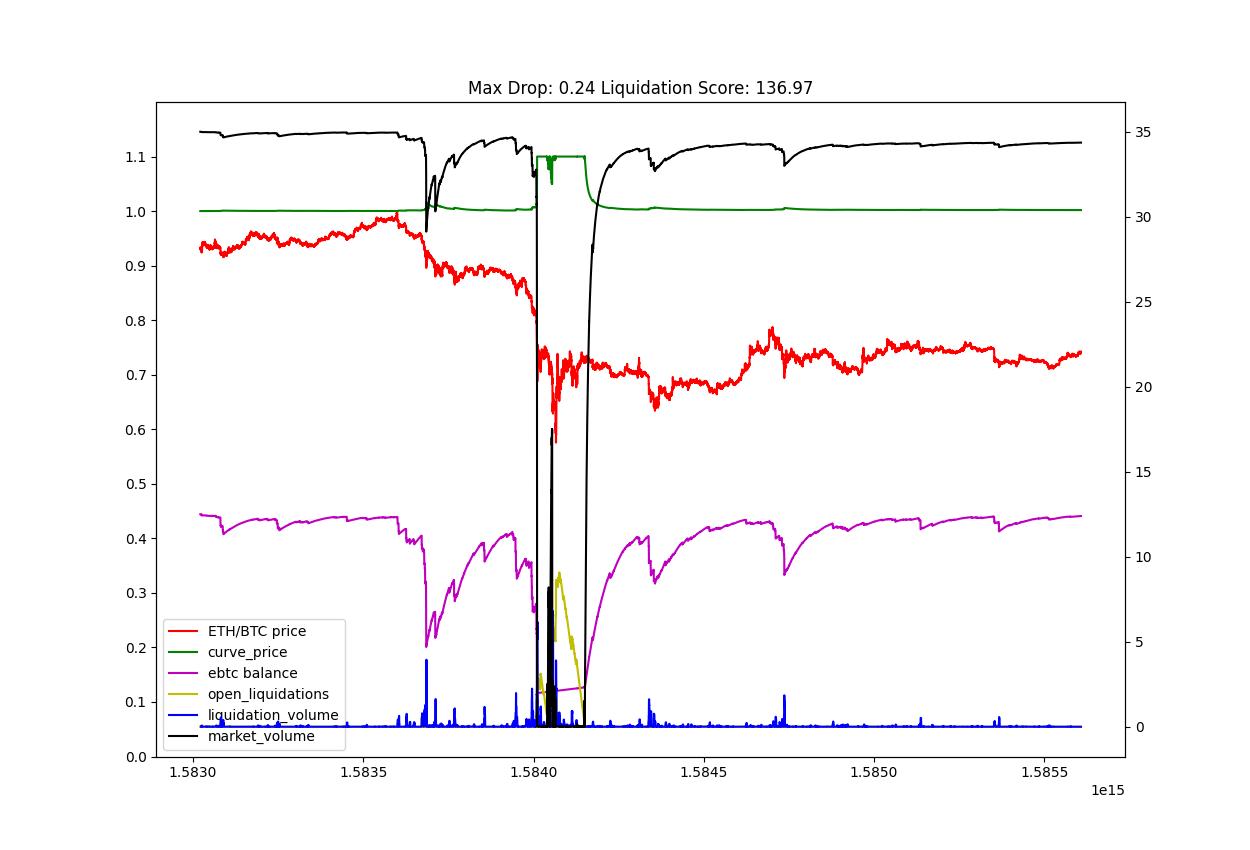 Max Drop: 0.24 Liquidation Score: 136.97
1.1
1.0
0.9
0.8
0.7
0.6
0.5
0.4
0.3
0.2
0.1
0.0
35
30
25
20
15
10
5
0
ETH/BTC price
curve_price
ebtc balance
open_liquidations
liquidation_volume
market_volume
1.5830 1.5835 1.5840 1.5845 1.5850 1.5855
1e15